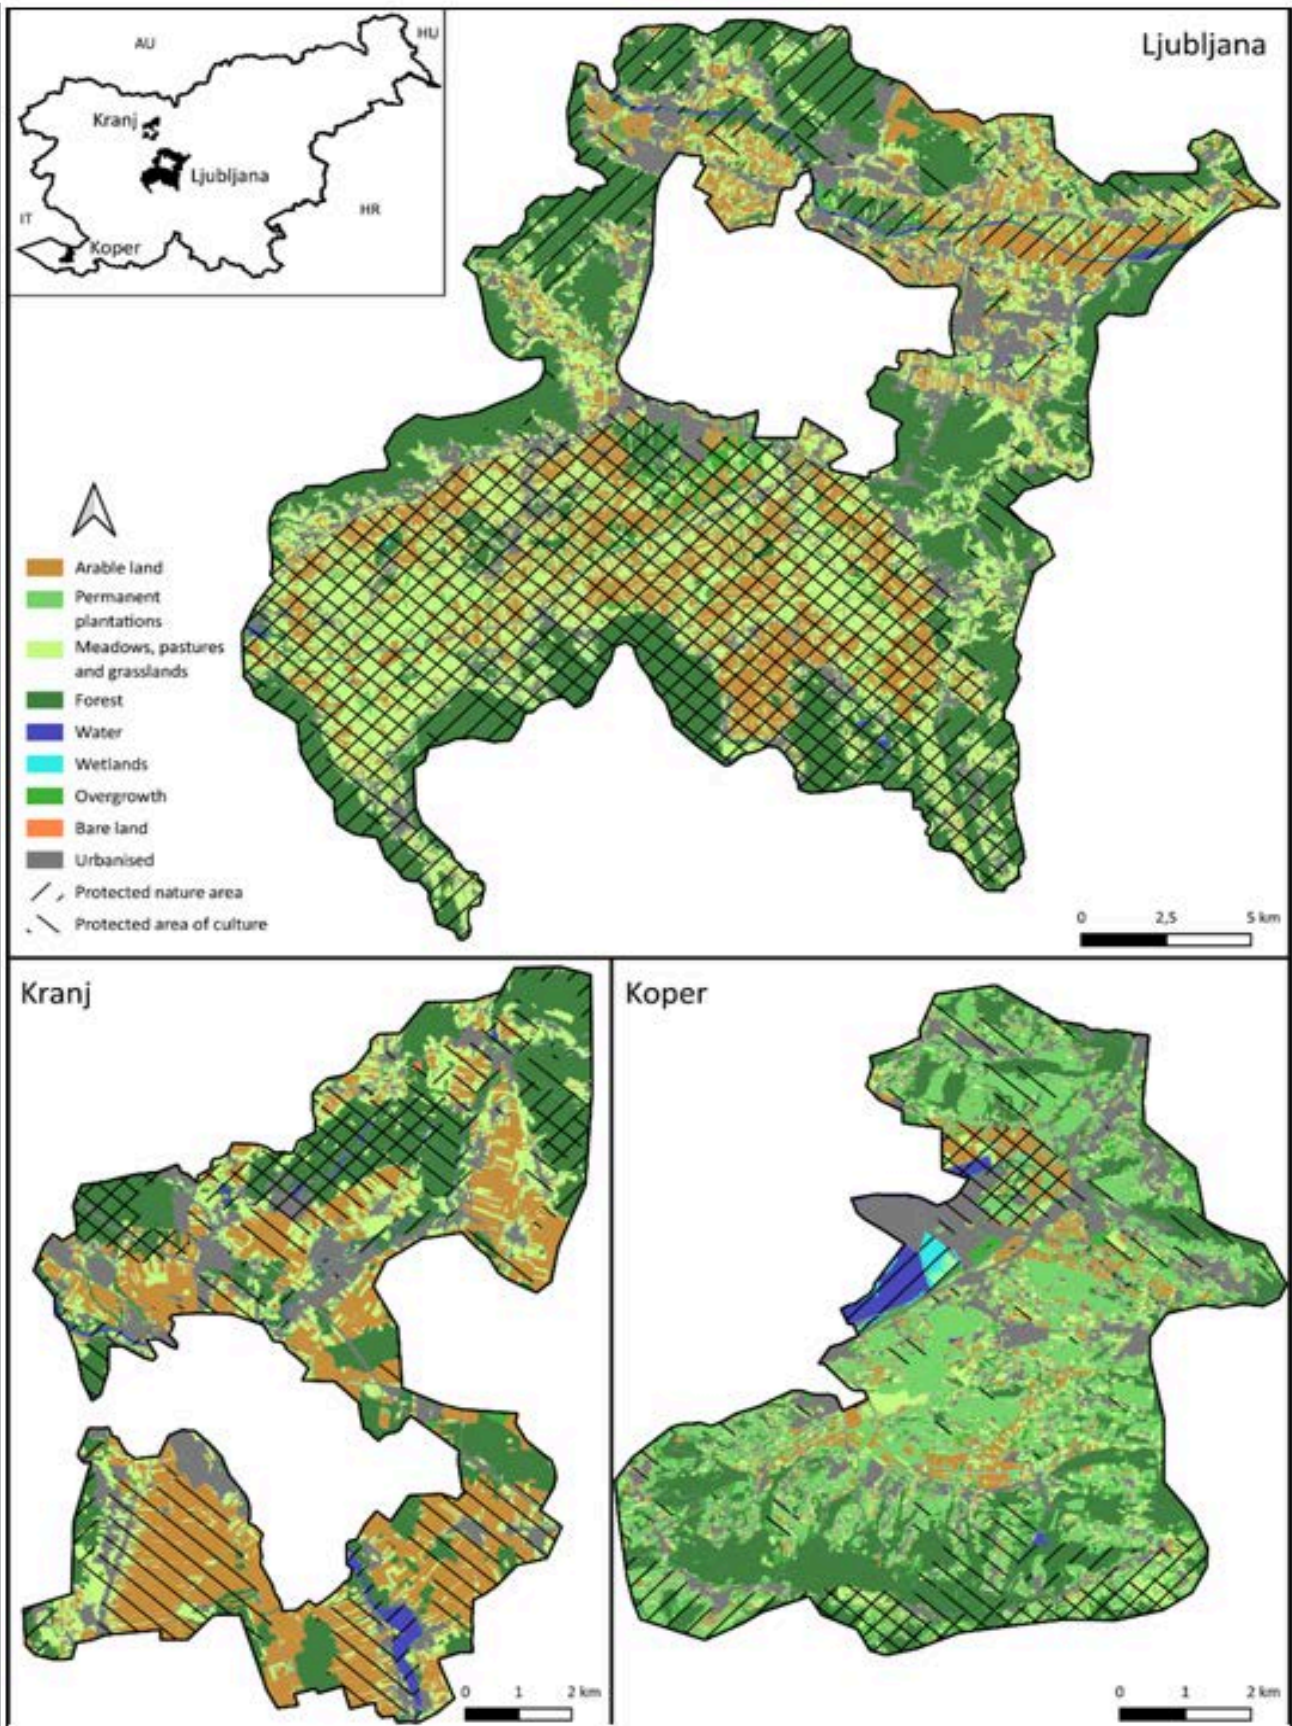 AU
HU
Ljubljana
Kranj
Ljubljana
IT
HR
Koper
Arable land
Permanent
plantations
Meadows, pastures
and grasslands
Forest
Water
Wetlands
Overgrowth
Bare land
Urbanised
Protected nature area
Protected area of culture
0 2,5 5 km
Kranj
Koper
0 1 2 km
0 1 2 km